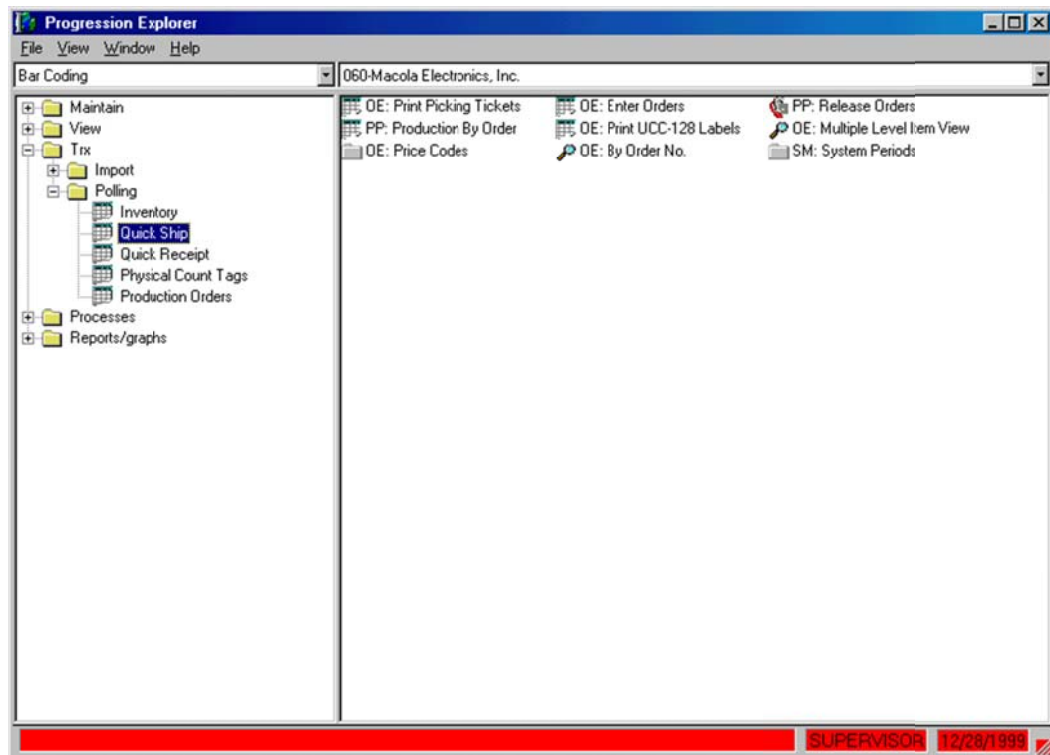 Progression Explorer
File View Window Help
Bar Coding
060-Macola Electronics, Inc.
Maintain
View
Trx
Import
Polling
Inventory
Quick Ship
Quick Receipt
Physical Count Tags
Production Orders
Processes
Reports/graphs
OE: Print Picking Tickets OE: Enter Orders PP: Release Orders
PP: Production By Order OE: Print UCC-128 Labels OE: Multiple Level Item View
OE: Price Codes OE: By Order No. SM: System Periods
SUPERVISOR 12/28/1999